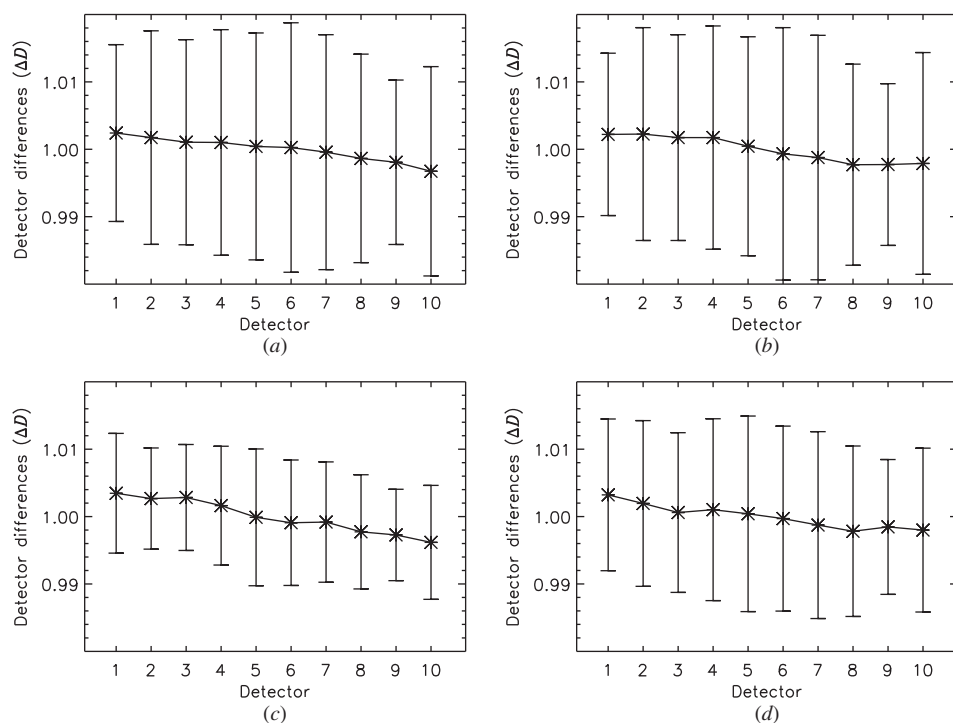 Detector differences (ΔD)
1.01
1.00
0.99
1 2 3 4 5 6 7 8 9 10
Detector
(a)
Detector differences (ΔD)
1.01
1.00
0.99
1 2 3 4 5 6 7 8 9 10
Detector
(b)
Detector differences (ΔD)
1.01
1.00
0.99
1 2 3 4 5 6 7 8 9 10
Detector
(c)
Detector differences (ΔD)
1.01
1.00
0.99
1 2 3 4 5 6 7 8 9 10
Detector
(d)